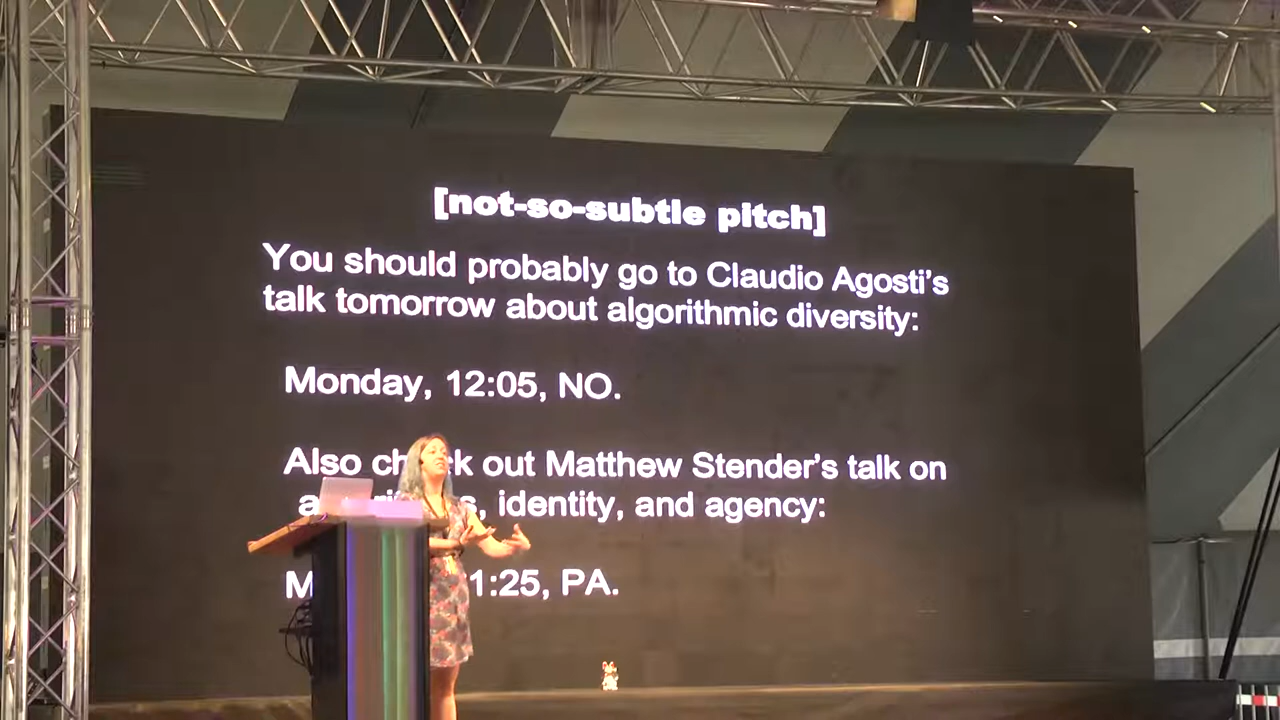 [not-so-subtle pitch]
You should probably go to Claudio Agosti's
talk tomorrow about algorithmic diversity:
Monday, 12:05, NO.
Also out Matthew Stender's talk on
identity, and agency:
1:25, PA.